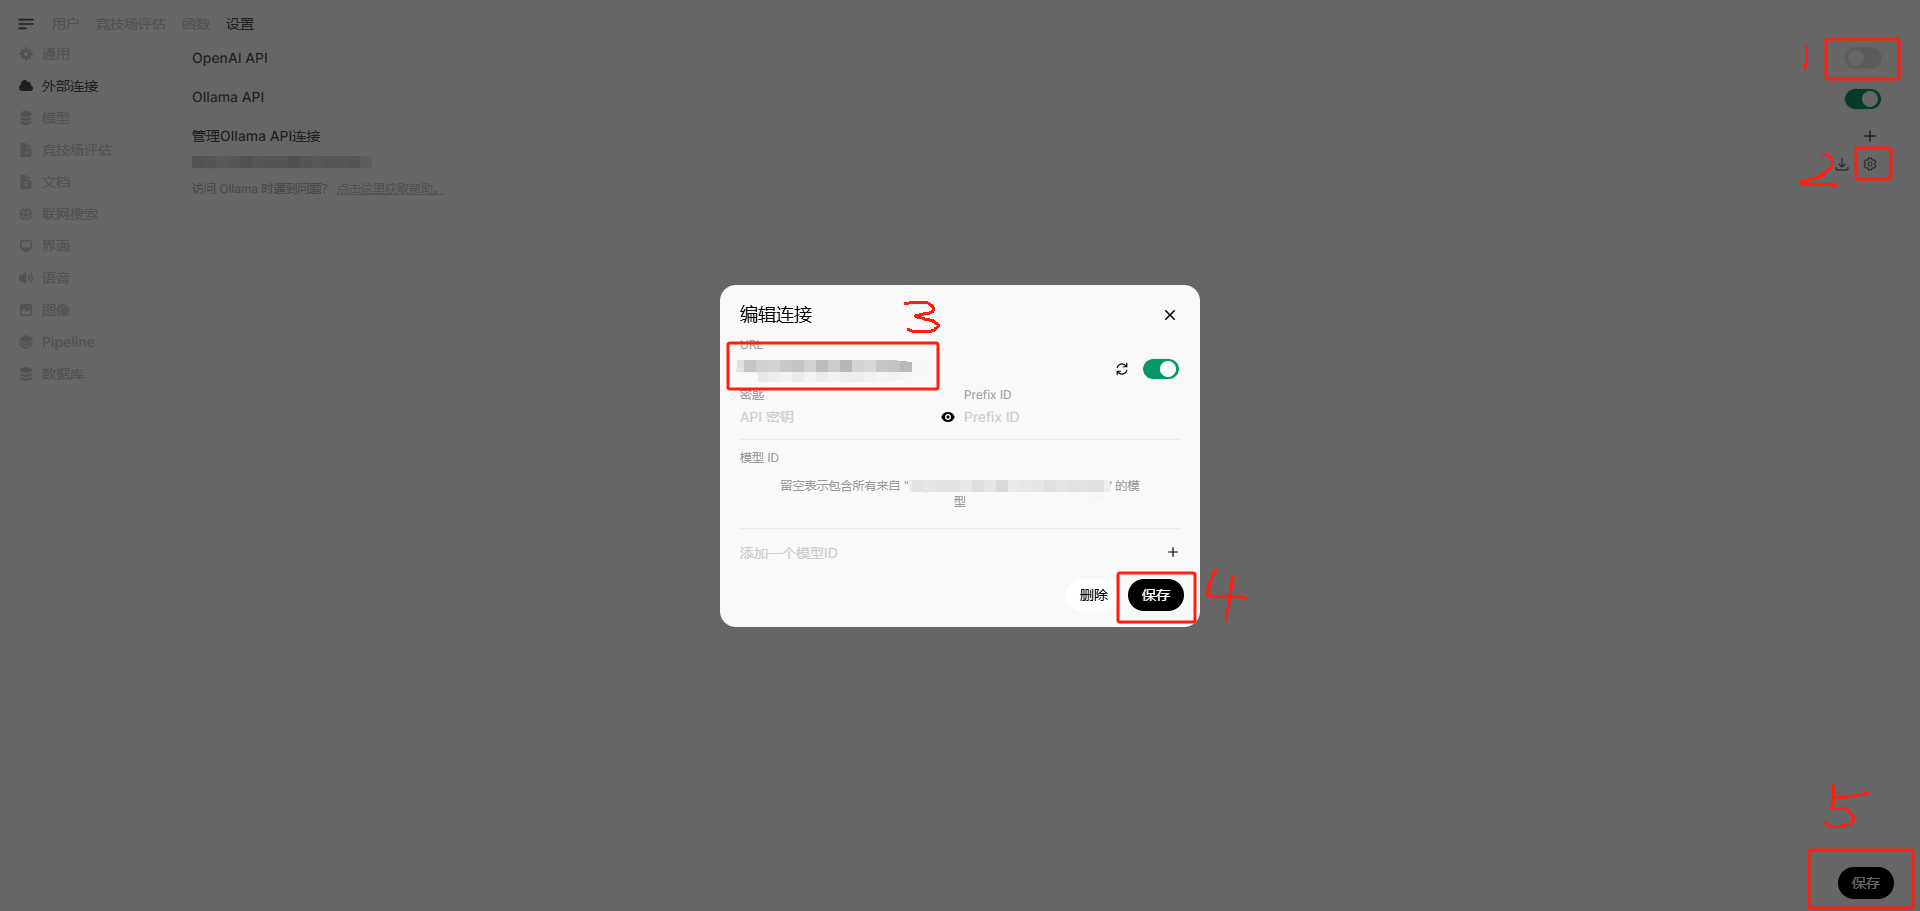 用户 竞技场评估 函数 设置
通用
外部连接
模型
竞技场评估
文档
联网搜索
界面
语音
图像
Pipeline
数据库
OpenAI API
1
Ollama API
管理Ollama API连接
2
访问 Ollama 时遇到问题? 点击这里获取帮助。
编辑连接
3
URL
密匙 Prefix ID
API 密钥 Prefix ID
模型 ID
留空表示包含所有来自 " " 的模
型
添加一个模型ID
删除 保存
4
5
保存